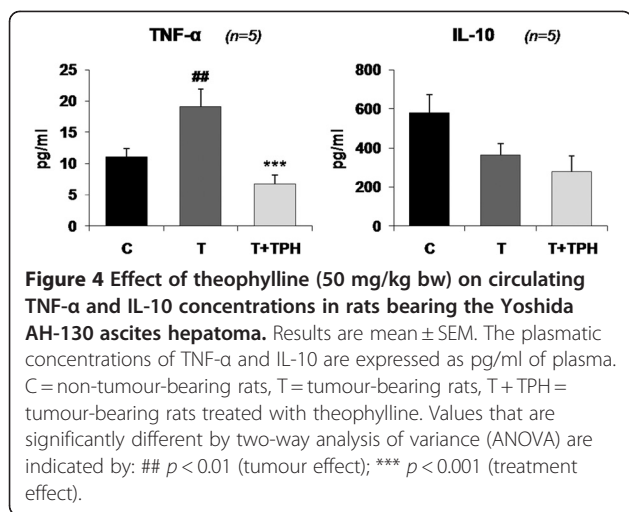 TNF-α (n=5)
25
20
15
10
5
0
pg/ml
##
***
C T T+TPH
IL-10 (n=5)
800
600
400
200
0
pg/ml
C T T+TPH
Figure 4 Effect of theophylline (50 mg/kg bw) on circulating
TNF-α and IL-10 concentrations in rats bearing the Yoshida
AH-130 ascites hepatoma. Results are mean ± SEM. The plasmatic
concentrations of TNF-α and IL-10 are expressed as pg/ml of plasma.
C = non-tumour-bearing rats, T = tumour-bearing rats, T + TPH =
tumour-bearing rats treated with theophylline. Values that are
significantly different by two-way analysis of variance (ANOVA) are
indicated by: ## p < 0.01 (tumour effect); *** p < 0.001 (treatment
effect).